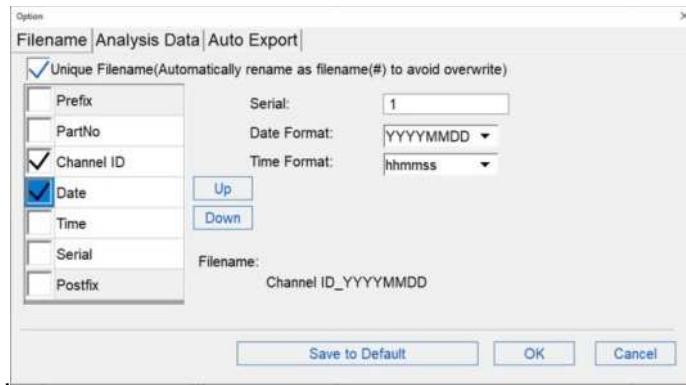 Option
Filename Analysis Data Auto Export
Unique Filename(Automatically rename as filename(#) to avoid overwrite)
Prefix
PartNo
Channel ID
Date
Time
Serial
Postfix
Serial: 1
Date Format: YYYYMMDD
Time Format: hhmmss
Up
Down
Filename:
Channel ID_YYYYMMDD
Save to Default OK Cancel